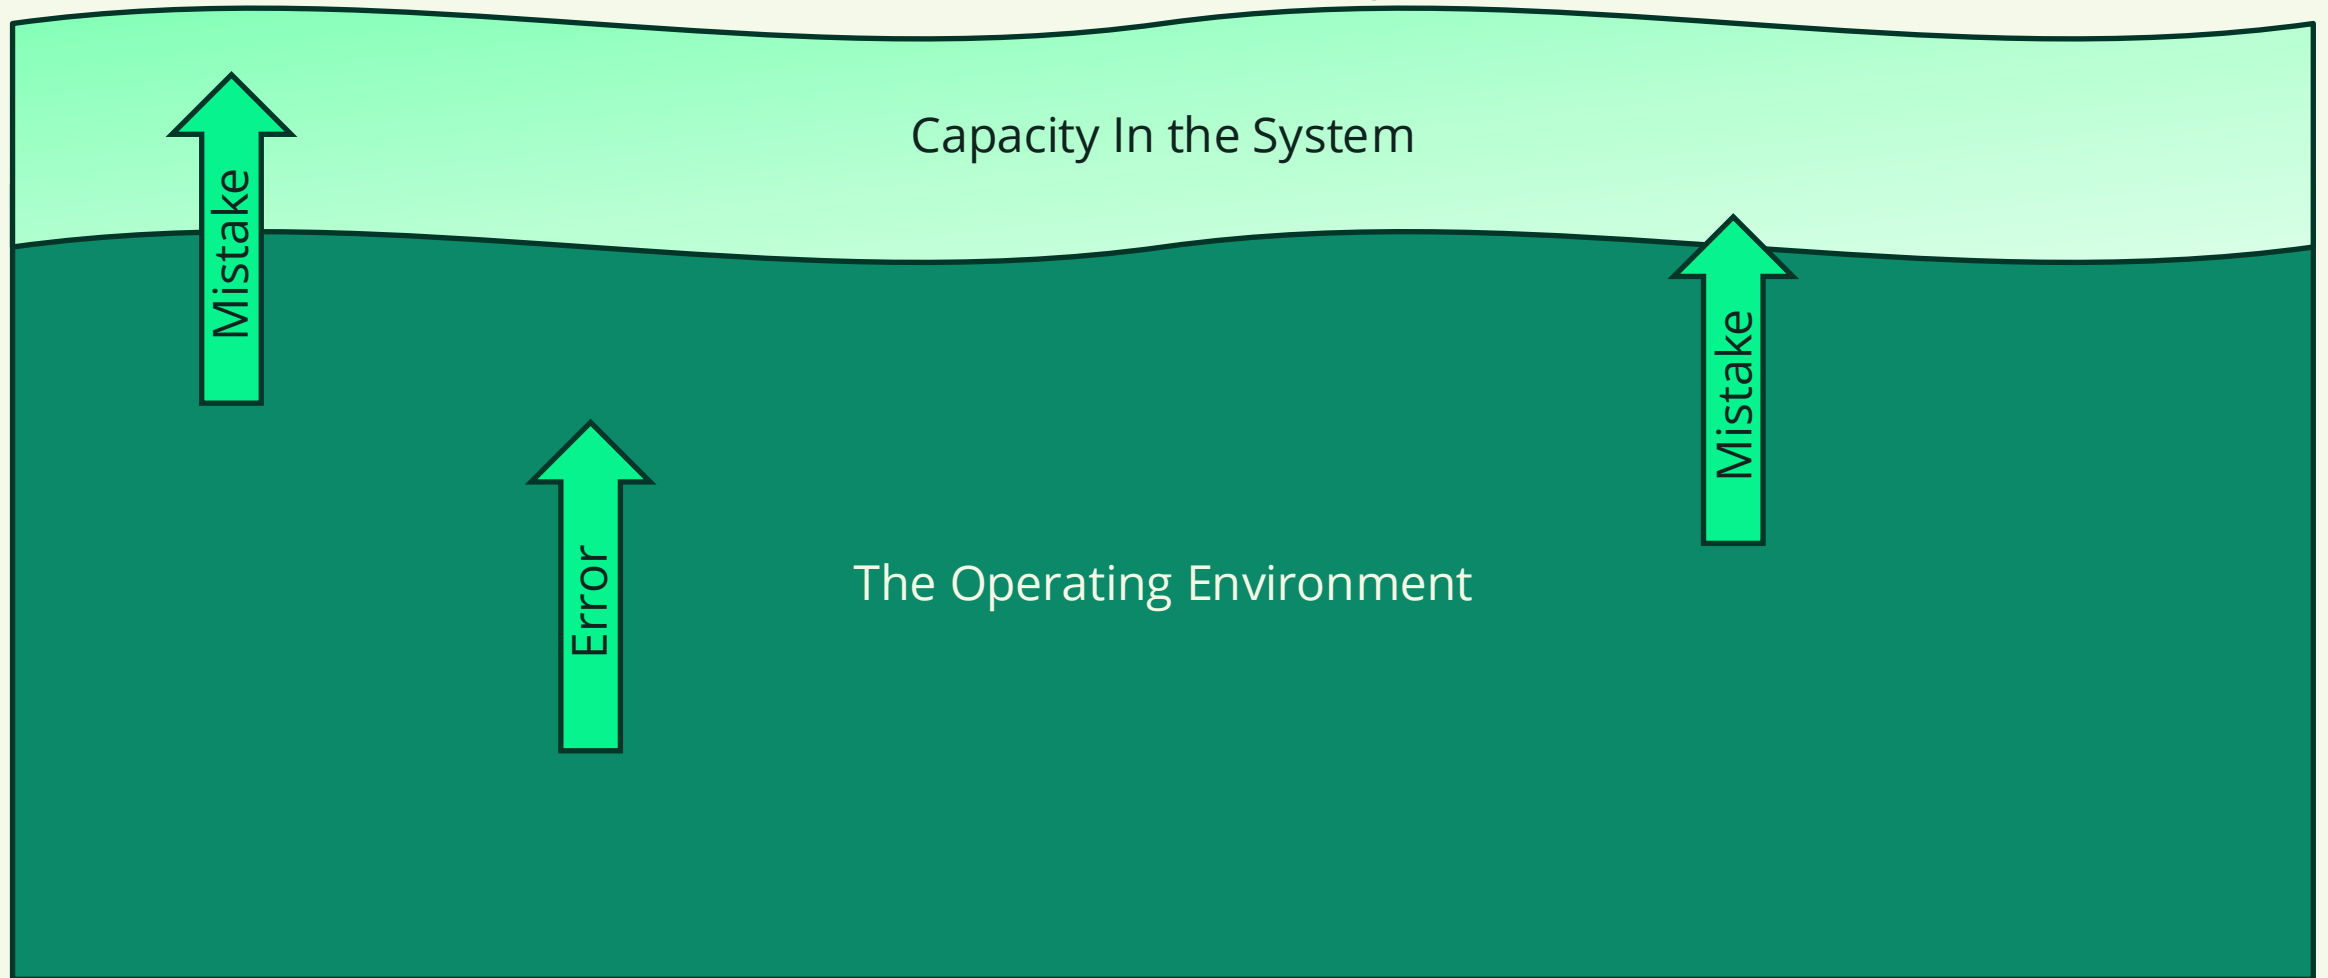 Capacity In the System
Mistake
Mistake
Error
The Operating Environment